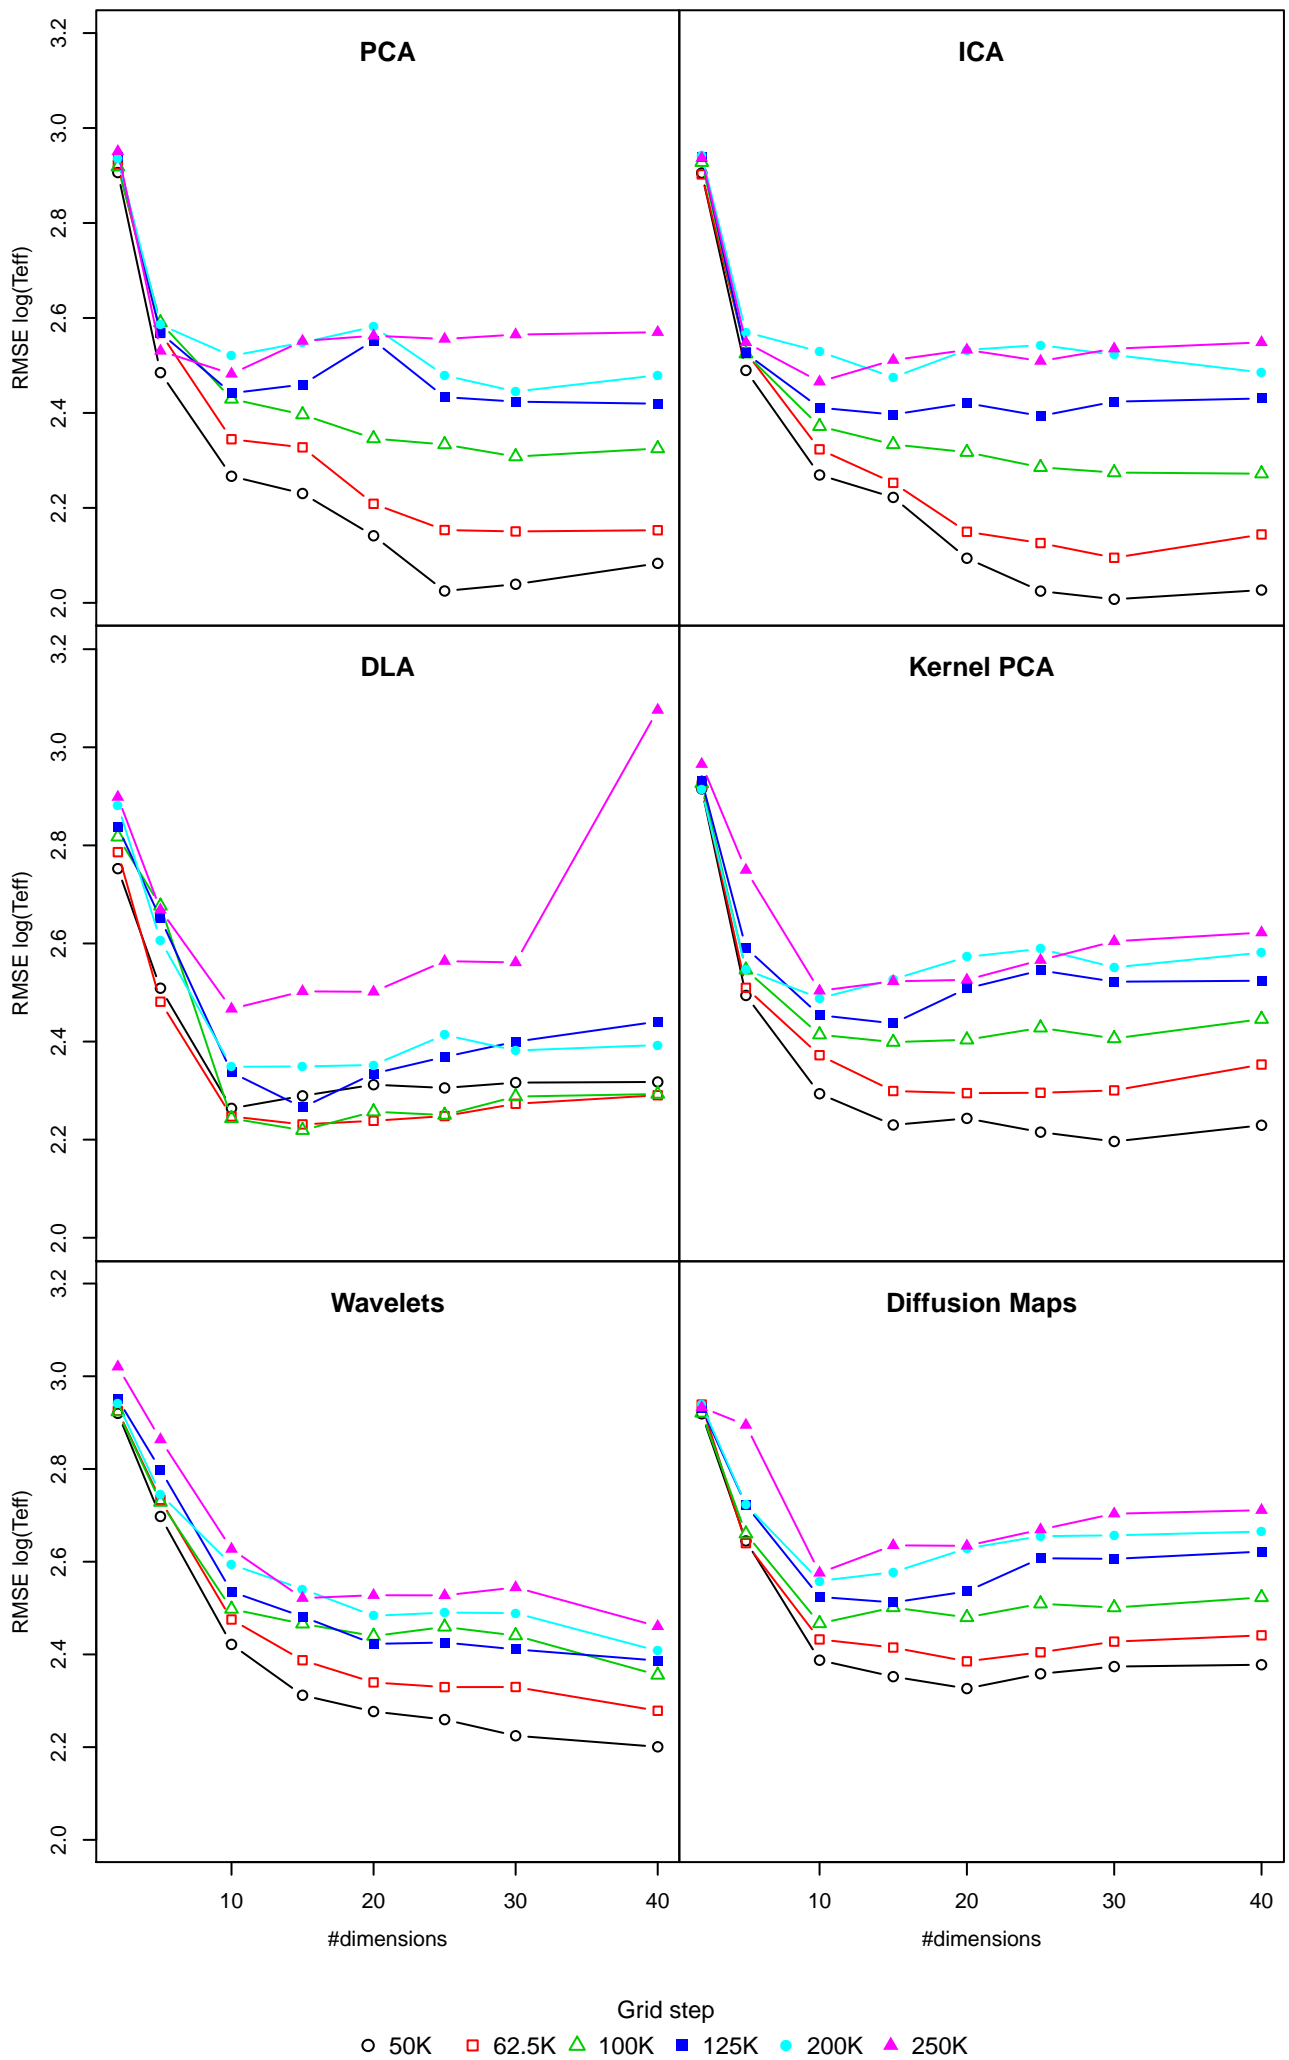 PCA
ICA
RMSE log(Teff)
3.2
3.0
2.8
2.6
2.4
2.2
2.0
DLA
Kernel PCA
RMSE log(Teff)
3.2
3.0
2.8
2.6
2.4
2.2
2.0
Wavelets
Diffusion Maps
RMSE log(Teff)
3.2
3.0
2.8
2.6
2.4
2.2
2.0
10 20 30 40
10 20 30 40
#dimensions
#dimensions
Grid step
50K 62.5K 100K 125K 200K 250K